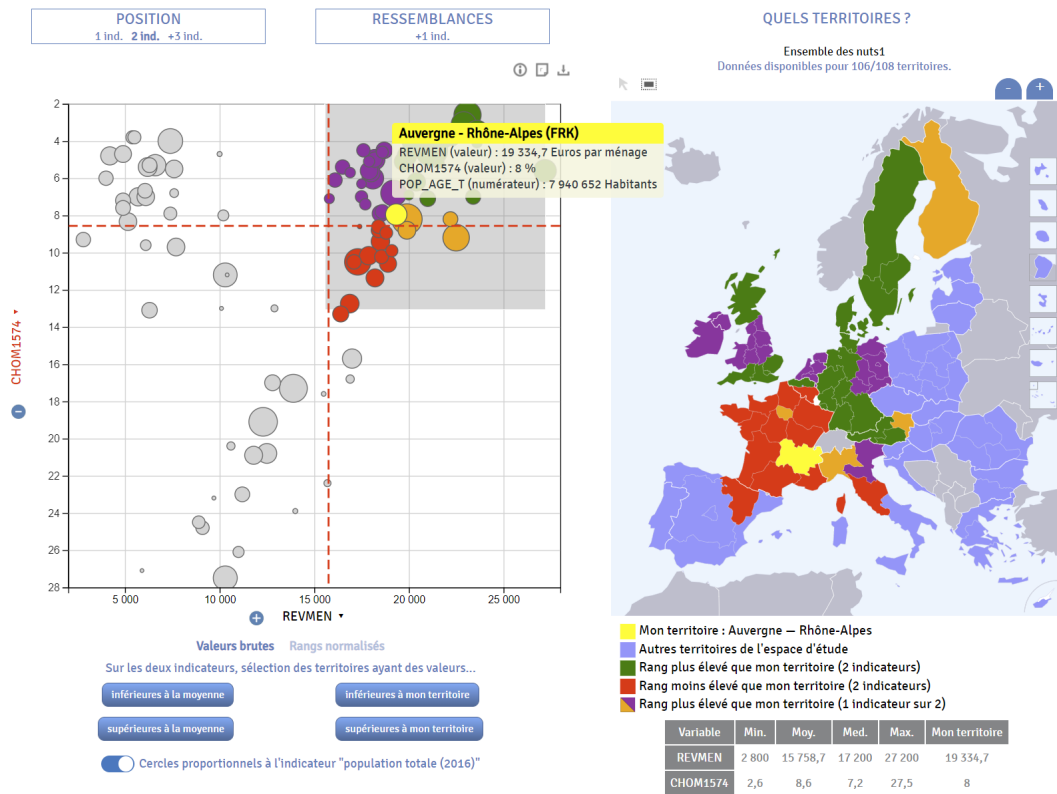 POSITION
1 ind. 2 ind. +3 ind.
RESSEMBLANCES
+1 ind.
QUELS TERRITOIRES ?
Ensemble des nuts1
Données disponibles pour 106/108 territoires.
- +
2
4
6
8
10
12
14
16
18
20
22
24
26
28
CHOM1574 ▾
Auvergne - Rhône-Alpes (FRK)
REVMEN (valeur) : 19 334,7 Euros par ménage
CHOM1574 (valeur) : 8 %
POP_AGE_T (numérateur) : 7 940 652 Habitants
5 000 10 000 15 000 20 000 25 000
REVMEN ▾
Valeurs brutes Rangs normalisés
Sur les deux indicateurs, sélection des territoires ayant des valeurs...
inférieures à la moyenne inférieures à mon territoire
supérieures à la moyenne supérieures à mon territoire
Cercles proportionnels à l'indicateur "population totale (2016)"
Mon territoire : Auvergne — Rhône-Alpes
Autres territoires de l'espace d'étude
Rang plus élevé que mon territoire (2 indicateurs)
Rang moins élevé que mon territoire (2 indicateurs)
Rang plus élevé que mon territoire (1 indicateur sur 2)
Variable Min. Moy. Med. Max. Mon territoire
REVMEN 2 800 15 758,7 17 200 27 200 19 334,7
CHOM1574 2,6 8,6 7,2 27,5 8